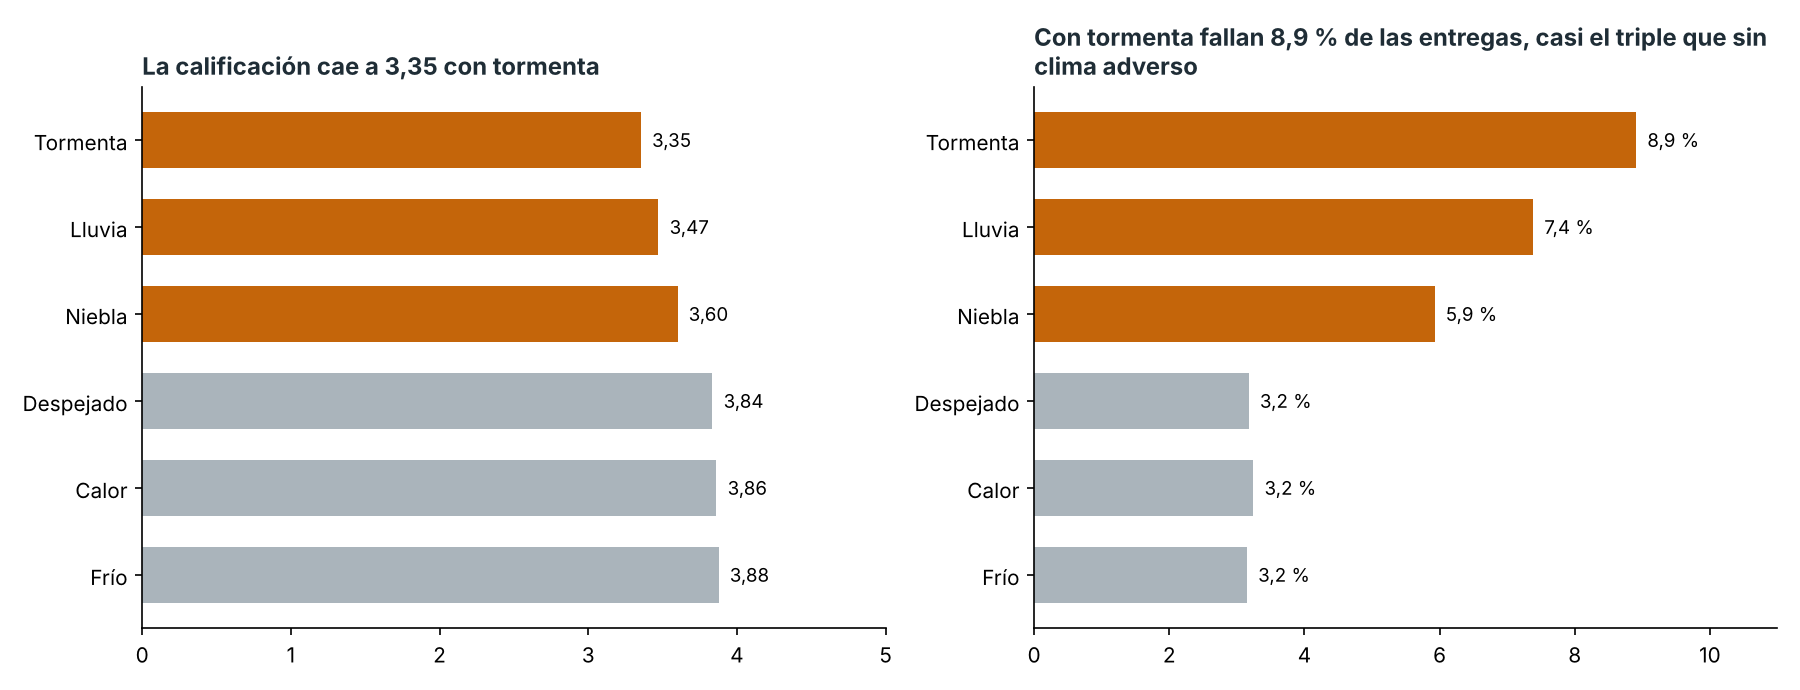 La calificación cae a 3,35 con tormenta
Tormenta
3,35
Lluvia
3,47
Niebla
3,60
Despejado
3,84
Calor
3,86
Frío
3,88
0 1 2 3 4 5
Con tormenta fallan 8,9 % de las entregas, casi el triple que sin
clima adverso
Tormenta
8,9 %
Lluvia
7,4 %
Niebla
5,9 %
Despejado
3,2 %
Calor
3,2 %
Frío
3,2 %
0 2 4 6 8 10